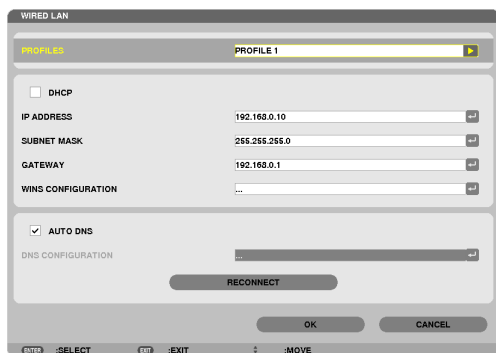 WIRED LAN
PROFILES PROFILE 1
DHCP
IP ADDRESS 192.168.0.10
SUBNET MASK 255.255.255.0
GATEWAY 192.168.0.1
WINS CONFIGURATION ...
AUTO DNS
DNS CONFIGURATION ...
RECONNECT
OK CANCEL
ENTER :SELECT EXIT :EXIT :MOVE